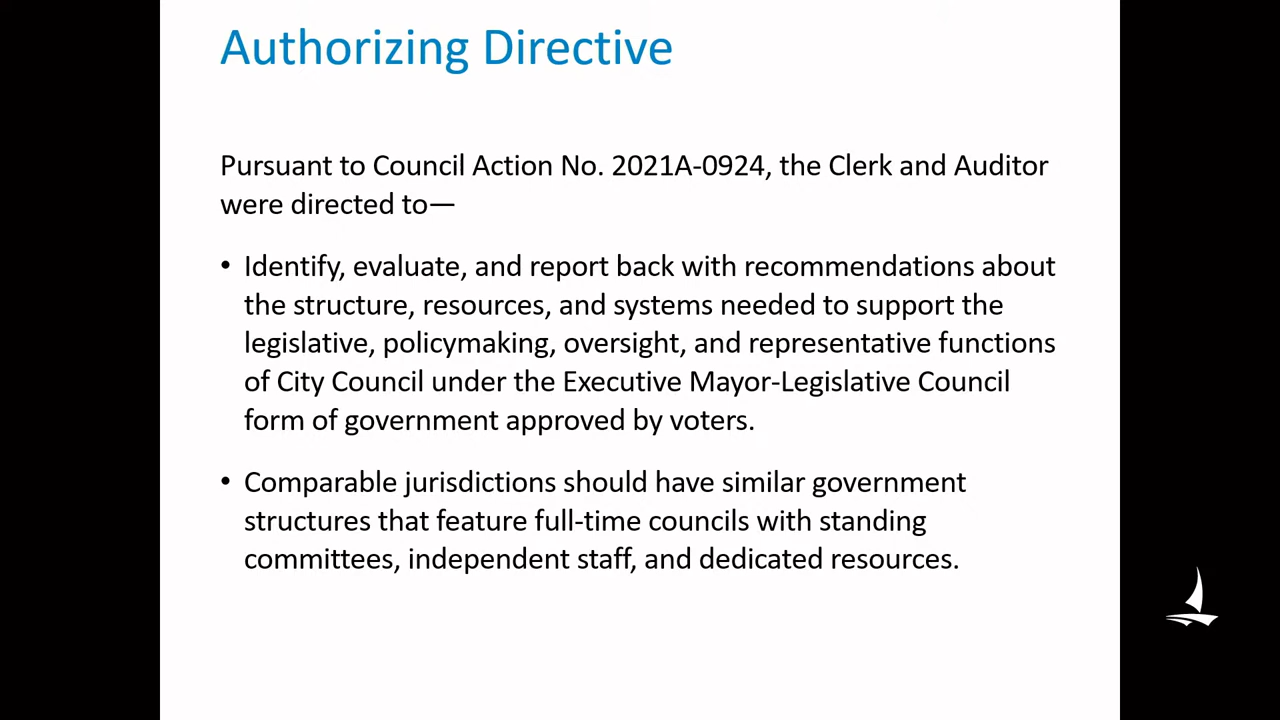 Authorizing Directive
Pursuant to Council Action No. 2021A-0924, the Clerk and Auditor
were directed to—
• Identify, evaluate, and report back with recommendations about
the structure, resources, and systems needed to support the
legislative, policymaking, oversight, and representative functions
of City Council under the Executive Mayor-Legislative Council
form of government approved by voters.
• Comparable jurisdictions should have similar government
structures that feature full-time councils with standing
committees, independent staff, and dedicated resources.